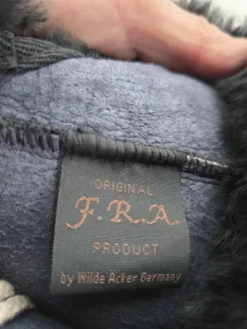 ORIGINAL
F.R.A.
PRODUCT
by Wilde Acker Germany